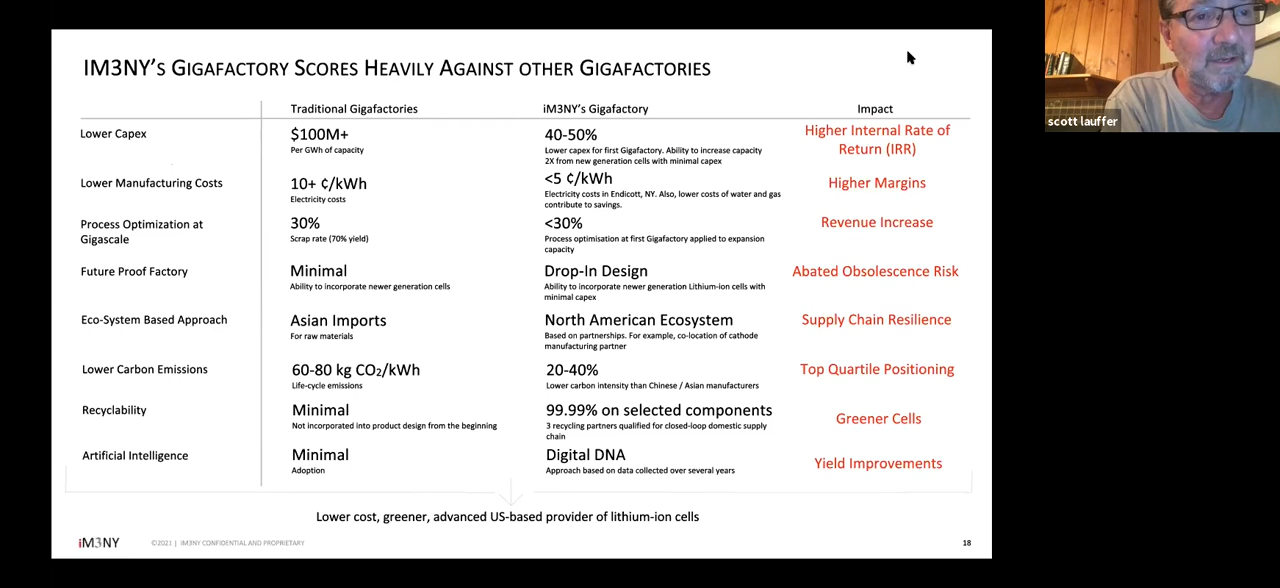 IM3NY'S GIGAFACTORY SCORES HEAVILY AGAINST OTHER GIGAFACTORIES
Traditional Gigafactories
iM3NY's Gigafactory
Impact
Lower Capex
$100M+
Per GWh of capacity
40-50%
Lower capex for first Gigafactory. Ability to increase capacity
2X from new generation cells with minimal capex
Higher Internal Rate of
Return (IRR)
Lower Manufacturing Costs
10+ ¢/kWh
Electricity costs
<5 ¢/kWh
Electricity costs in Endicott, NY. Also, lower costs of water and gas
contribute to savings.
Higher Margins
Process Optimization at
Gigascale
30%
Scrap rate (70% yield)
<30%
Process optimisation at first Gigafactory applied to expansion
capacity
Revenue Increase
Future Proof Factory
Minimal
Ability to incorporate newer generation cells
Drop-In Design
Ability to incorporate newer generation Lithium-ion cells with
minimal capex
Abated Obsolescence Risk
Eco-System Based Approach
Asian Imports
For raw materials
North American Ecosystem
Based on partnerships. For example, co-location of cathode
manufacturing partner
Supply Chain Resilience
Lower Carbon Emissions
60-80 kg CO₂/kWh
Life-cycle emissions
20-40%
Lower carbon intensity than Chinese / Asian manufacturers
Top Quartile Positioning
Recyclability
Minimal
Not incorporated into product design from the beginning
99.99% on selected components
3 recycling partners qualified for closed-loop domestic supply
chain
Greener Cells
Artificial Intelligence
Minimal
Adoption
Digital DNA
Approach based on data collected over several years
Yield Improvements
Lower cost, greener, advanced US-based provider of lithium-ion cells
iM3NY
©2021 | IM3NY CONFIDENTIAL AND PROPRIETARY
18
scott lauffer